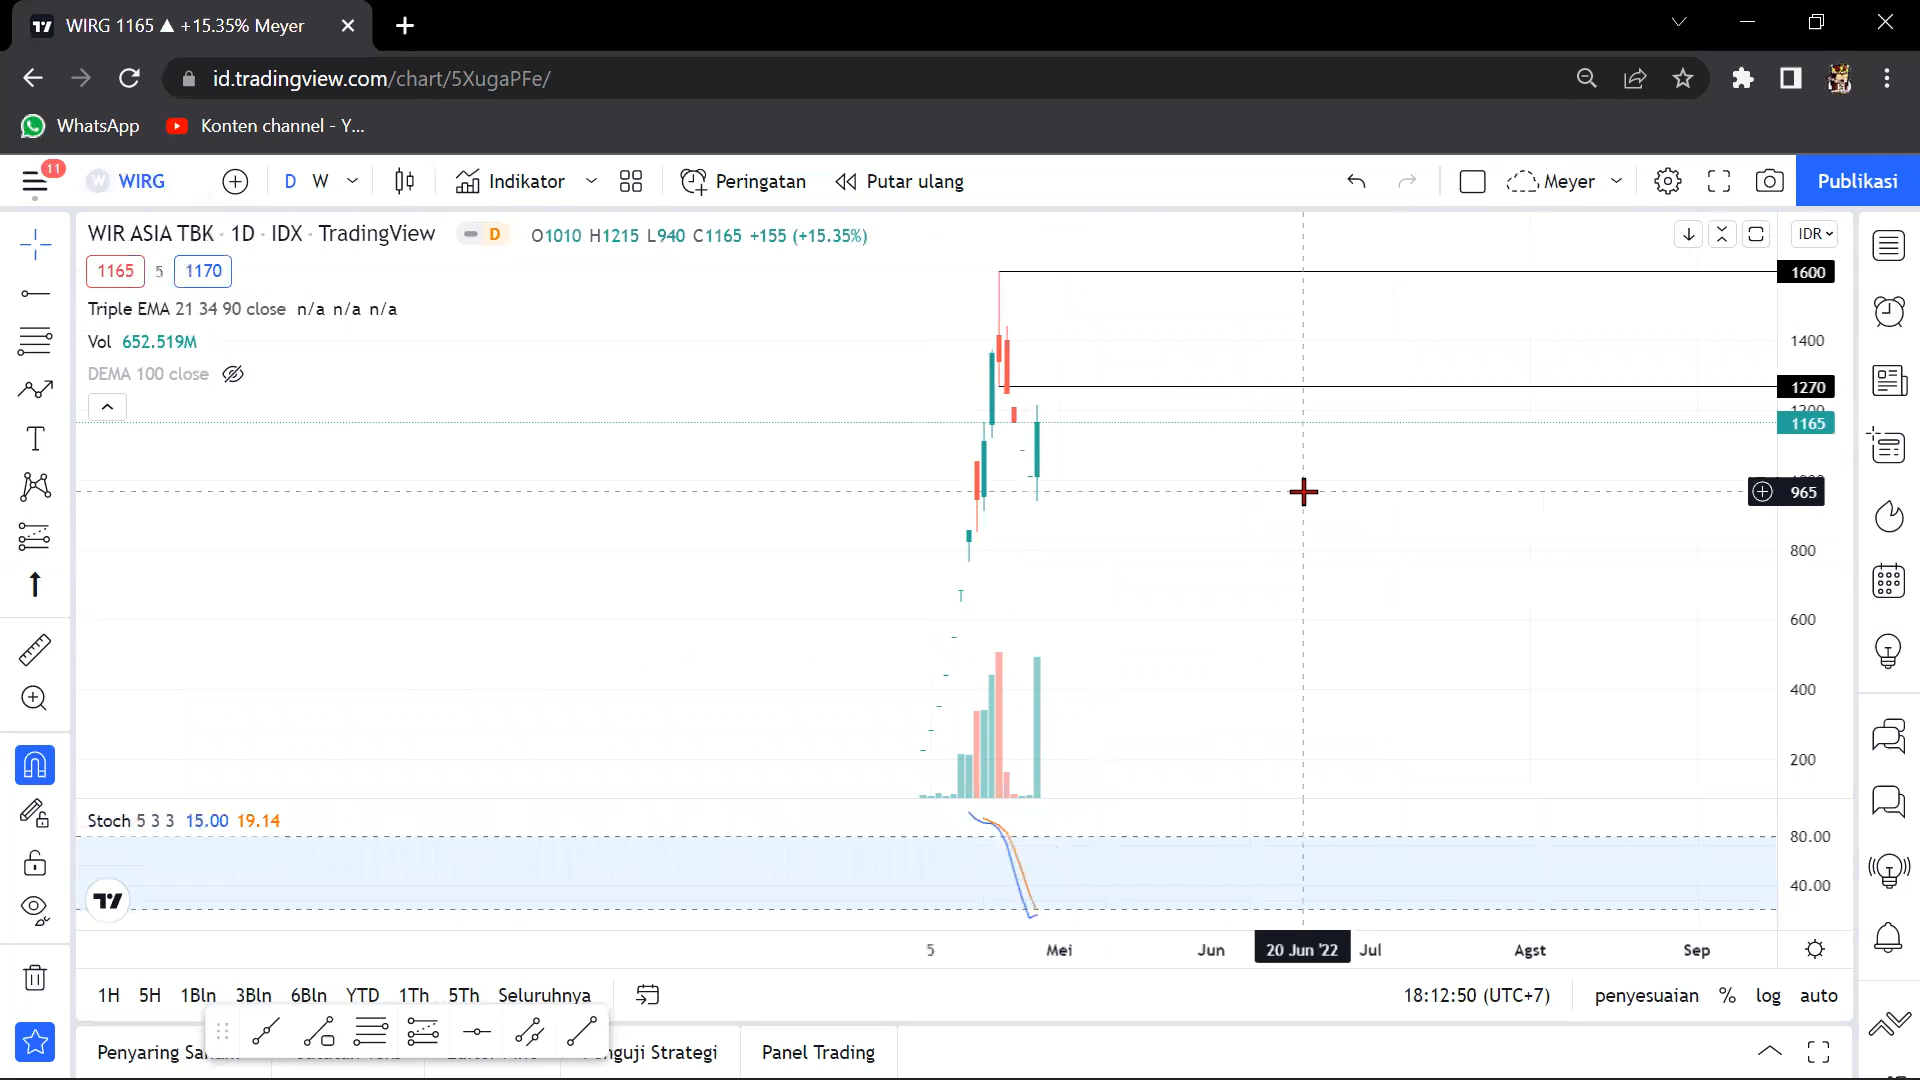 WIRG 1165 ▲ +15.35% Meyer
id.tradingview.com/chart/5XugaPFe/
WhatsApp
Konten channel - Y...
11
WIRG
D
W
Indikator
Peringatan
Putar ulang
Meyer
Publikasi
WIR ASIA TBK · 1D · IDX · TradingView
D
O1010 H1215 L940 C1165 +155 (+15.35%)
IDR
1165
5
1170
1600
Triple EMA 21 34 90 close n/a n/a n/a
1400
Vol 652.519M
DEMA 100 close
1270
1200
1165
965
800
600
400
200
Stoch 5 3 3 15.00 19.14
80.00
40.00
5
Mei
Jun
20 Jun '22
Jul
Agst
Sep
1H 5H 1Bln 3Bln 6Bln YTD 1Th 5Th Seluruhnya
18:12:50 (UTC+7)
penyesuaian % log auto
Penyaring
Strategi
Panel Trading